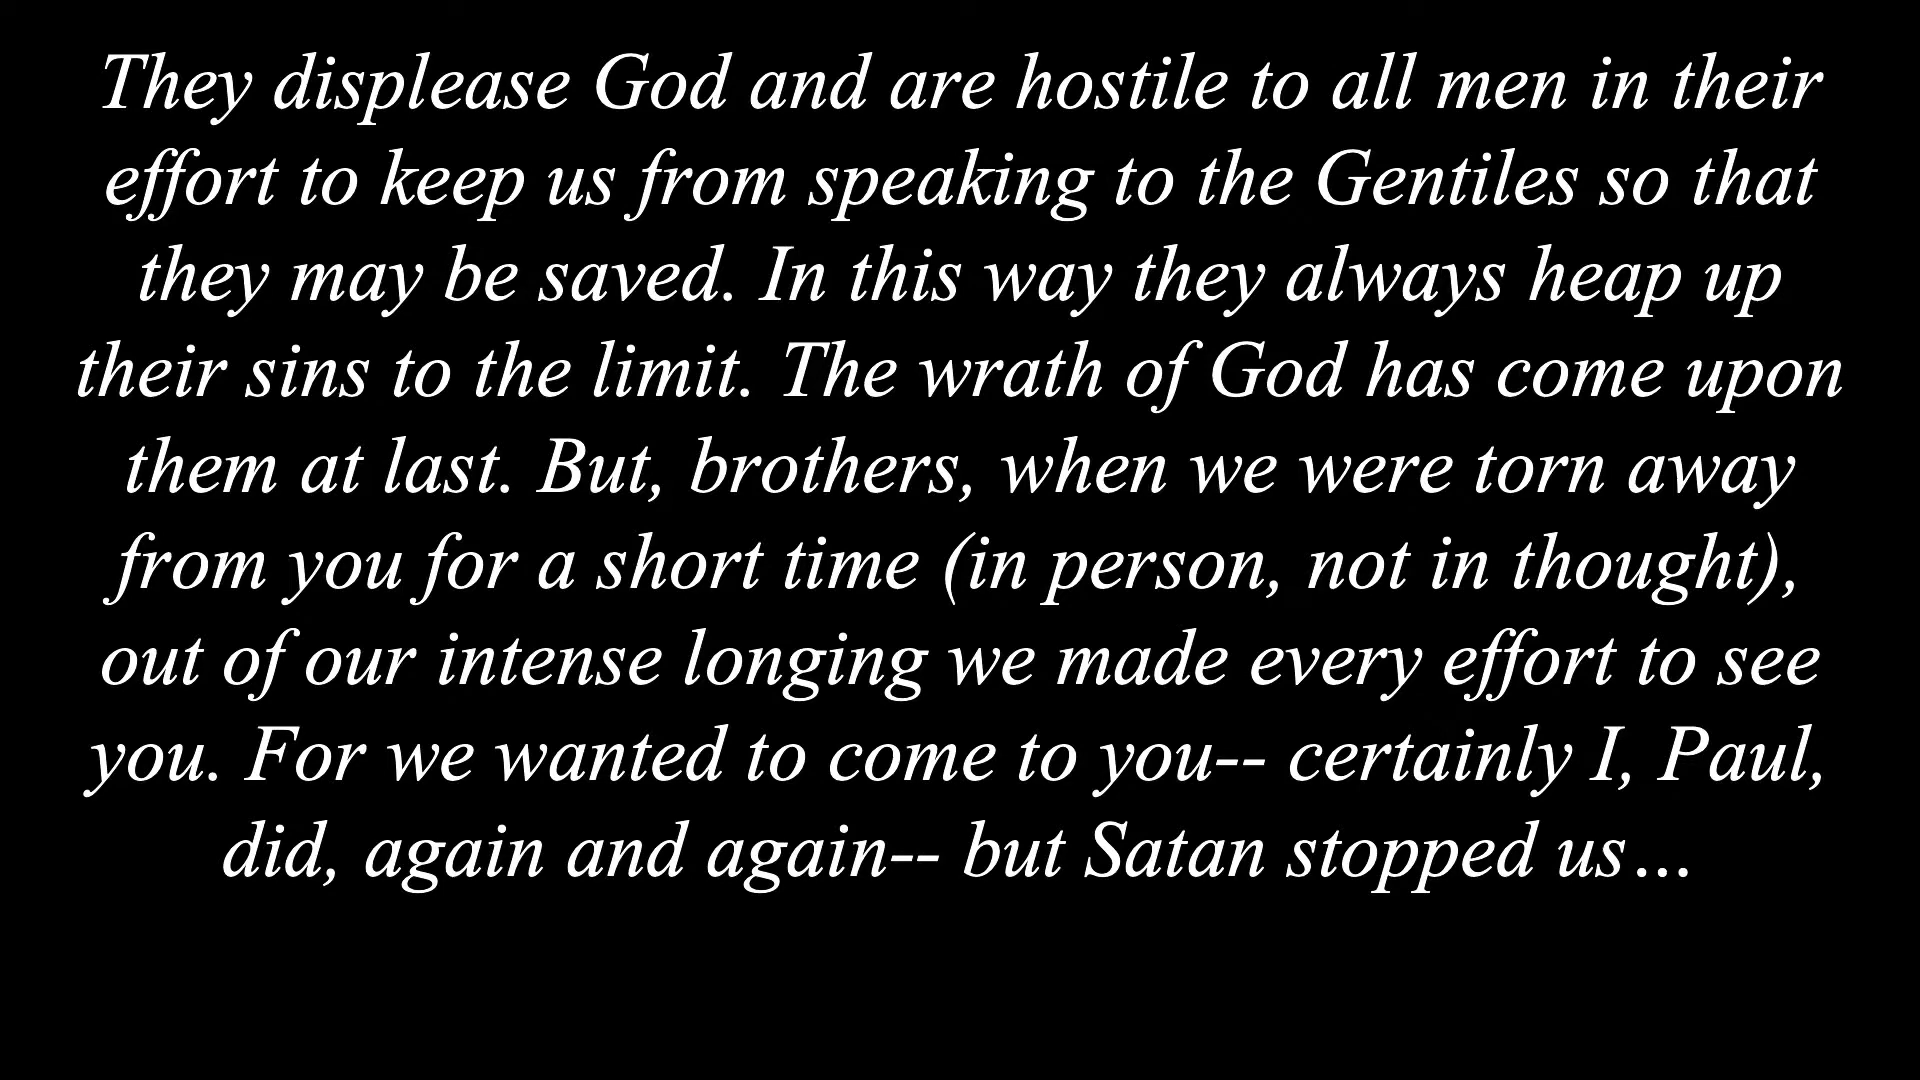 They displease God and are hostile to all men in their
effort to keep us from speaking to the Gentiles so that
they may be saved. In this way they always heap up
their sins to the limit. The wrath of God has come upon
them at last. But, brothers, when we were torn away
from you for a short time (in person, not in thought),
out of our intense longing we made every effort to see
you. For we wanted to come to you-- certainly I, Paul,
did, again and again-- but Satan stopped us…